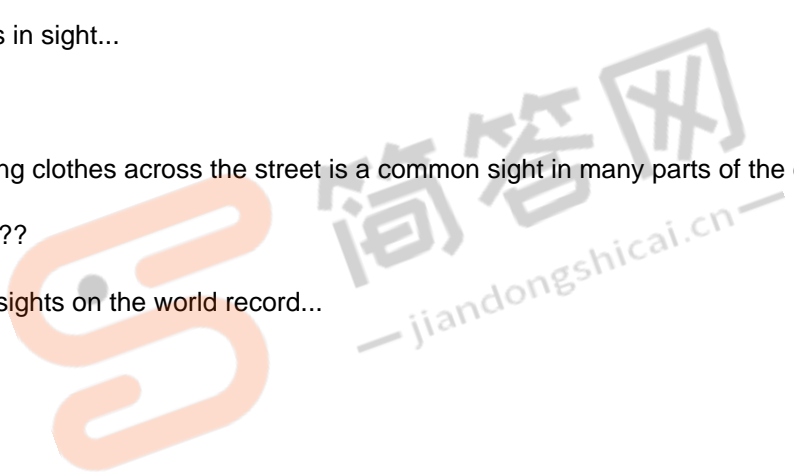 s in sight...
ng clothes across the street is a common sight in many parts of the
??
sights on the world record...
简答网
jiandongshicai.cn